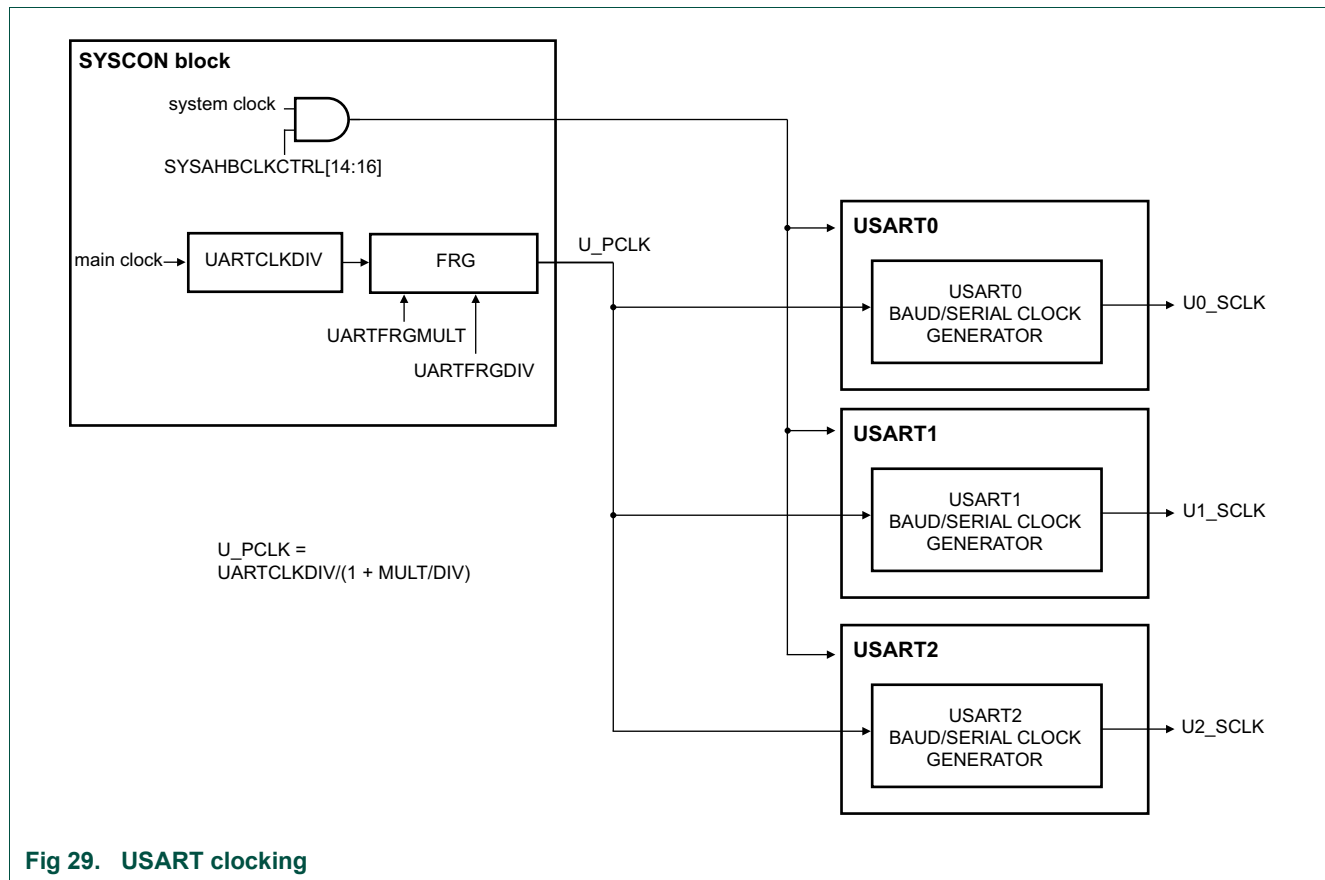 SYSCON block
system clock
SYSAHBCLKCTRL[14:16]
main clock
UARTCLKDIV
FRG
U_PCLK
UARTFRGMULT
UARTFRGDIV
U_PCLK =
UARTCLKDIV/(1 + MULT/DIV)
USART0
USART0
BAUD/SERIAL CLOCK
GENERATOR
U0_SCLK
USART1
USART1
BAUD/SERIAL CLOCK
GENERATOR
U1_SCLK
USART2
USART2
BAUD/SERIAL CLOCK
GENERATOR
U2_SCLK
Fig 29. USART clocking